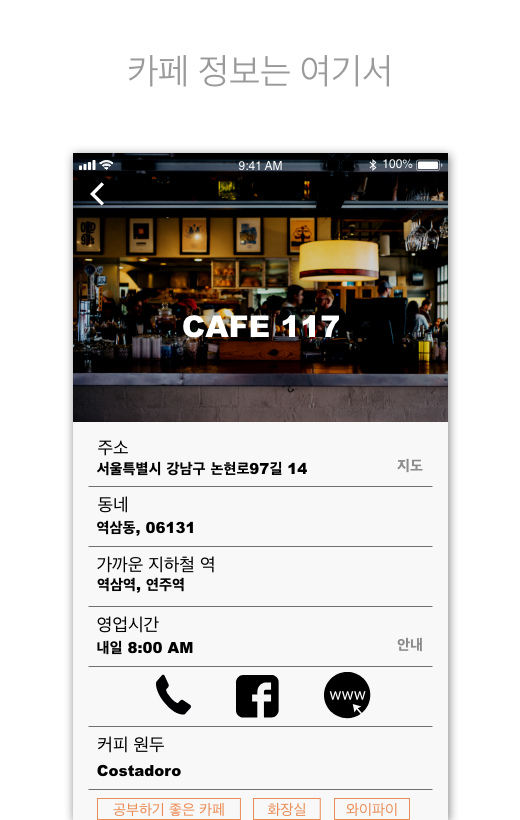 카페 정보는 여기서
9:41 AM
100%
CAFE 117
주소
서울특별시 강남구 논현로97길 14
지도
동네
역삼동, 06131
가까운 지하철 역
역삼역, 연주역
영업시간
내일 8:00 AM
안내
www
커피 원두
Costadoro
공부하기 좋은 카페 화장실 와이파이